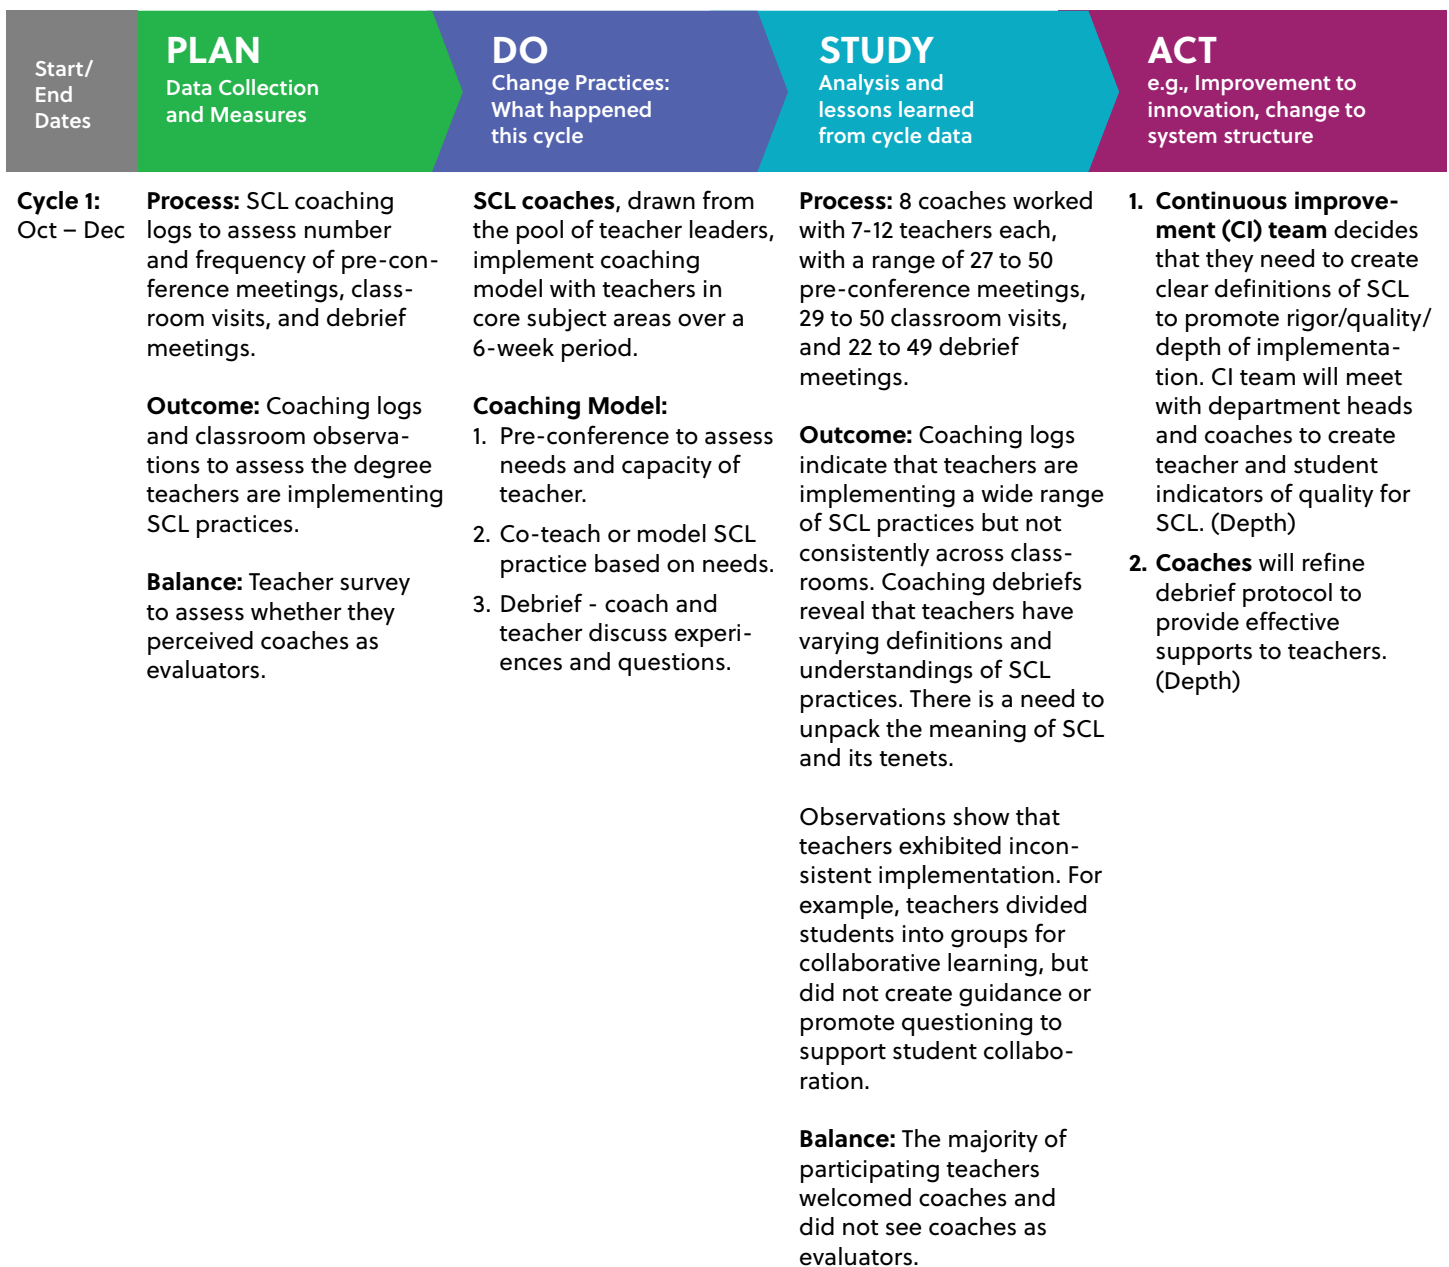 Start/
End
Dates
PLAN
Data Collection
and Measures
DO
Change Practices:
What happened
this cycle
STUDY
Analysis and
lessons learned
from cycle data
ACT
e.g., Improvement to
innovation, change to
system structure
Cycle 1:
Oct – Dec
Process: SCL coaching
logs to assess number
and frequency of pre-con-
ference meetings, class-
room visits, and debrief
meetings.
Outcome: Coaching logs
and classroom observa-
tions to assess the degree
teachers are implementing
SCL practices.
Balance: Teacher survey
to assess whether they
perceived coaches as
evaluators.
SCL coaches, drawn from
the pool of teacher leaders,
implement coaching
model with teachers in
core subject areas over a
6-week period.
Coaching Model:
1. Pre-conference to assess
needs and capacity of
teacher.
2. Co-teach or model SCL
practice based on needs.
3. Debrief - coach and
teacher discuss experi-
ences and questions.
Process: 8 coaches worked
with 7-12 teachers each,
with a range of 27 to 50
pre-conference meetings,
29 to 50 classroom visits,
and 22 to 49 debrief
meetings.
Outcome: Coaching logs
indicate that teachers are
implementing a wide range
of SCL practices but not
consistently across class-
rooms. Coaching debriefs
reveal that teachers have
varying definitions and
understandings of SCL
practices. There is a need to
unpack the meaning of SCL
and its tenets.
Observations show that
teachers exhibited incon-
sistent implementation. For
example, teachers divided
students into groups for
collaborative learning, but
did not create guidance or
promote questioning to
support student collabo-
ration.
Balance: The majority of
participating teachers
welcomed coaches and
did not see coaches as
evaluators.
1. Continuous improve-
ment (CI) team decides
that they need to create
clear definitions of SCL
to promote rigor/quality/
depth of implementa-
tion. CI team will meet
with department heads
and coaches to create
teacher and student
indicators of quality for
SCL. (Depth)
2. Coaches will refine
debrief protocol to
provide effective
supports to teachers.
(Depth)